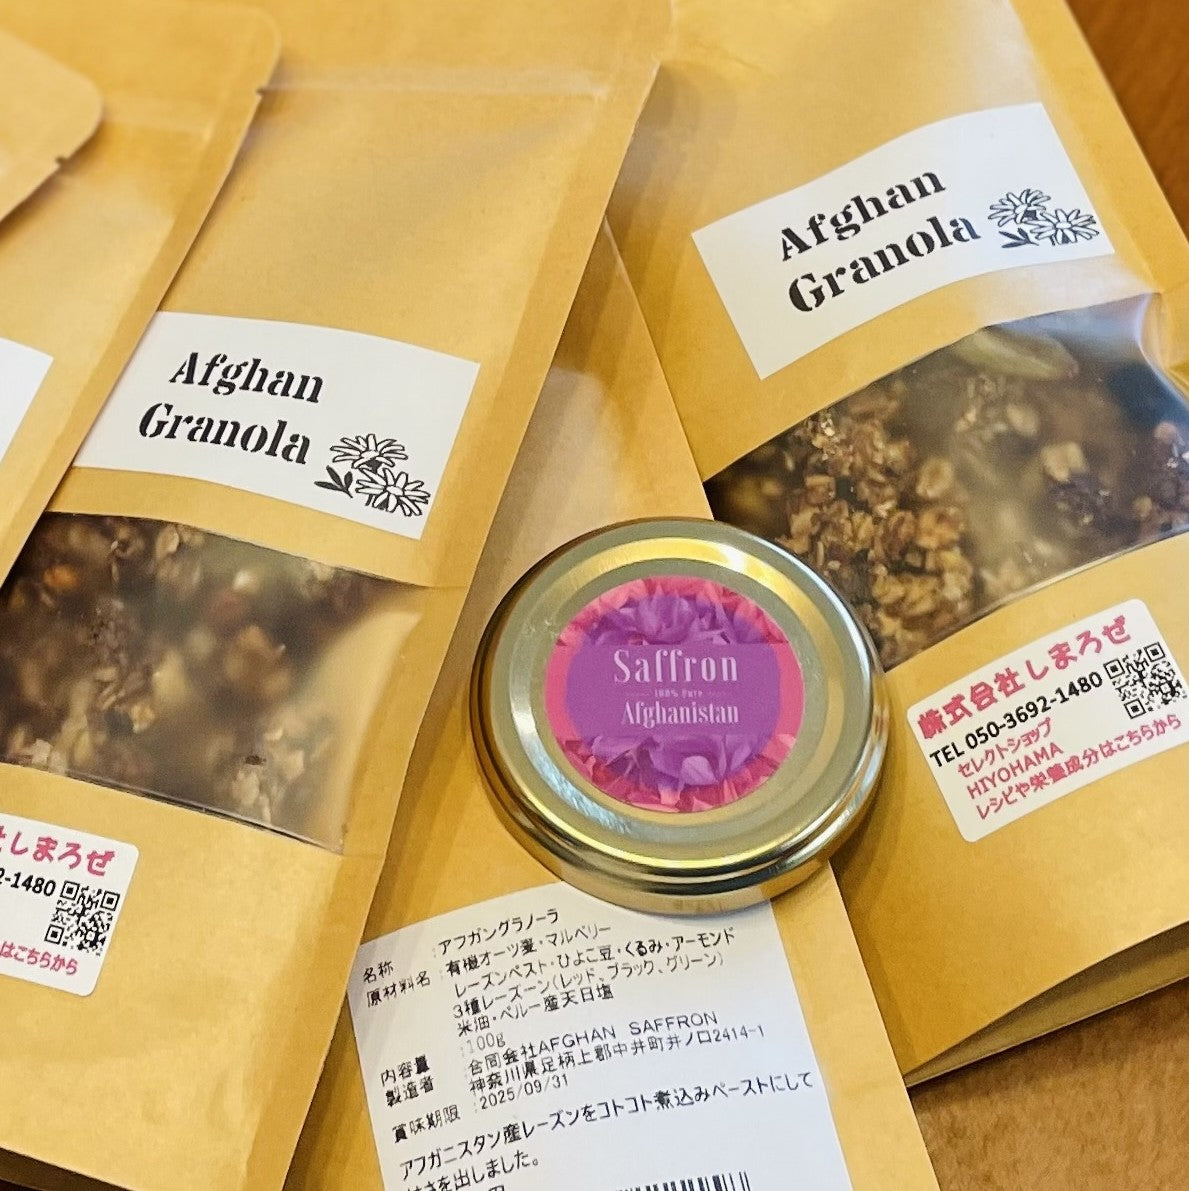 Afghan
Granola
Afghan
Granola
Saffron
100% Pure
Afghanistan
株式会社しまろぜ
TEL 050-3692-1480
セレクトショップ
HIYOHAMA
レシピや栄養成分はこちらから
しまろぜ
2-1480
はこちらから
名称 :アフガングラノーラ
原材料名 :有機オーツ麦・マルベリー
レーズンペスト・ひよこ豆・くるみ・アーモンド
3種レーズーン(レッド、ブラック、グリーン)
米油・ペルー産天日塩
内容量 :100g
製造者 合同会社AFGHAN SAFFRON
神奈川県足柄上郡中井町井ノ口2414-1
賞味期限 :2025/09/31
アフガニスタン産レーズンをコトコト煮込みペーストにして
さを出しました。